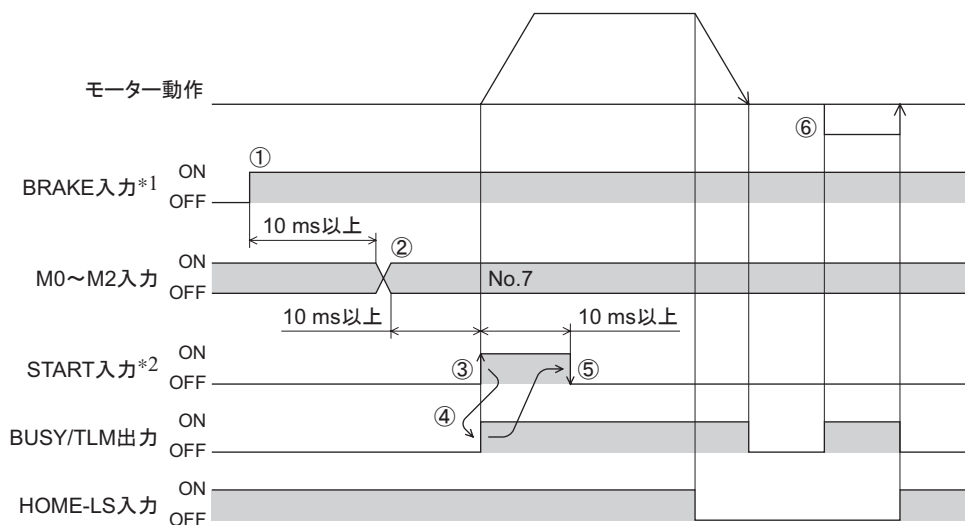 モーター動作
⑥
①
ON
BRAKE入力*1
OFF
10 ms以上
②
ON
M0～M2入力
No.7
OFF
10 ms以上
10 ms以上
ON
START入力*2
③
⑤
OFF
④
ON
BUSY/TLM出力
OFF
ON
HOME-LS入力
OFF